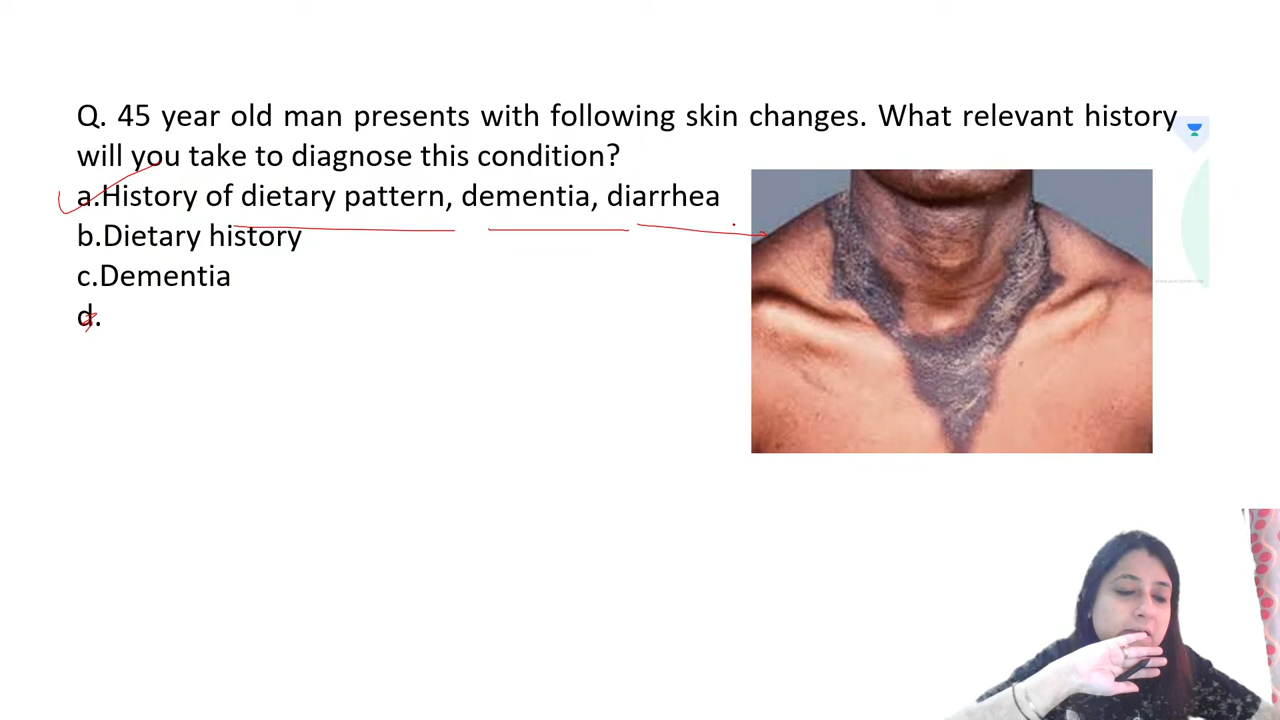 Q. 45 year old man presents with following skin changes. What relevant history
will you take to diagnose this condition?
a.History of dietary pattern, dementia, diarrhea
b.Dietary history
c.Dementia
d.